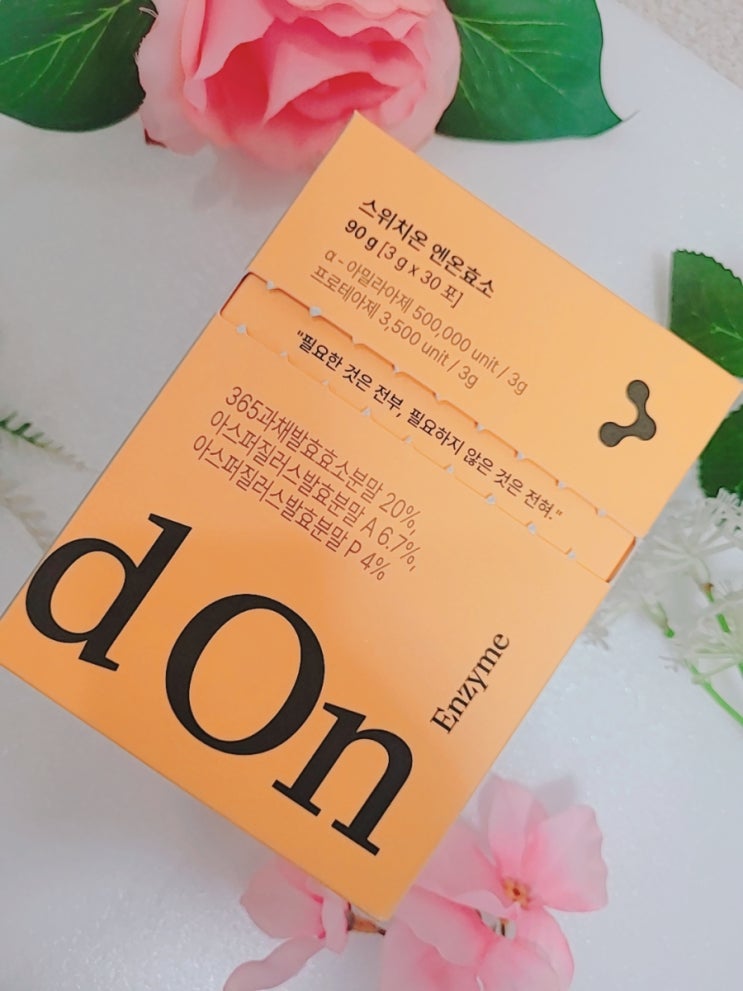 스위치온 엔온효소
90 g [3 g x 30 포]
α - 아밀라아제 500,000 unit / 3g
프로테아제 3,500 unit / 3g
"필요한 것은 전부, 필요하지 않은 것은 전혀."
365과채발효효소분말 20%,
아스퍼질러스발효분말 A 6.7%,
아스퍼질러스발효분말 P 4%
d On
Enzyme